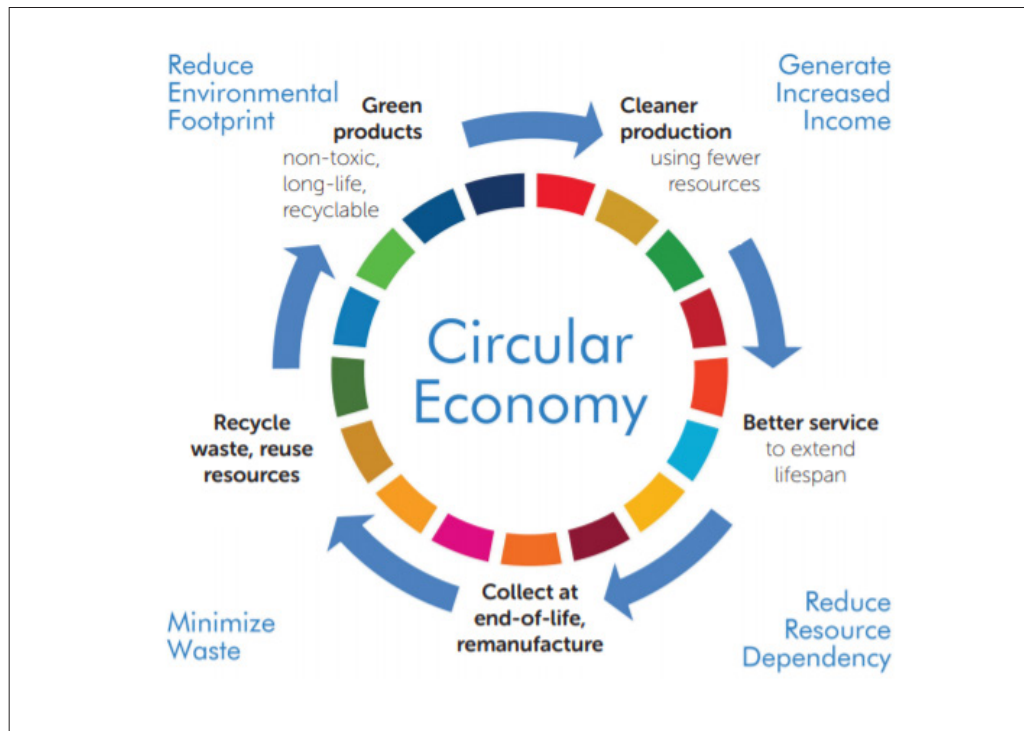 Reduce
Environmental
Footprint
Generate
Increased
Income
Green
products
non-toxic,
long-life,
recyclable
Cleaner
production
using fewer
resources
Circular
Economy
Recycle
waste, reuse
resources
Better service
to extend
lifespan
Collect at
end-of-life,
remanufacture
Minimize
Waste
Reduce
Resource
Dependency